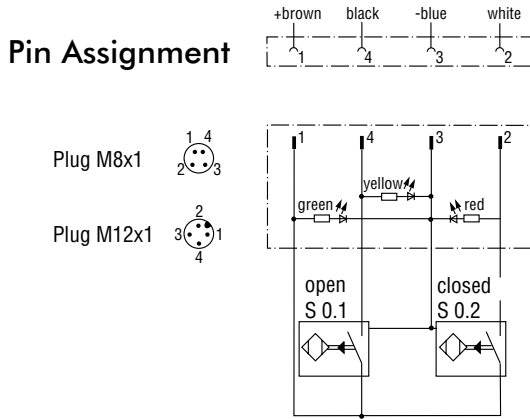 +brown black -blue white
Pin Assignment
1 4 3 2
Plug M8x1
1 4
2 3
1 4 3 2
yellow
green red
Plug M12x1
2
3 1
4
open closed
S 0.1 S 0.2